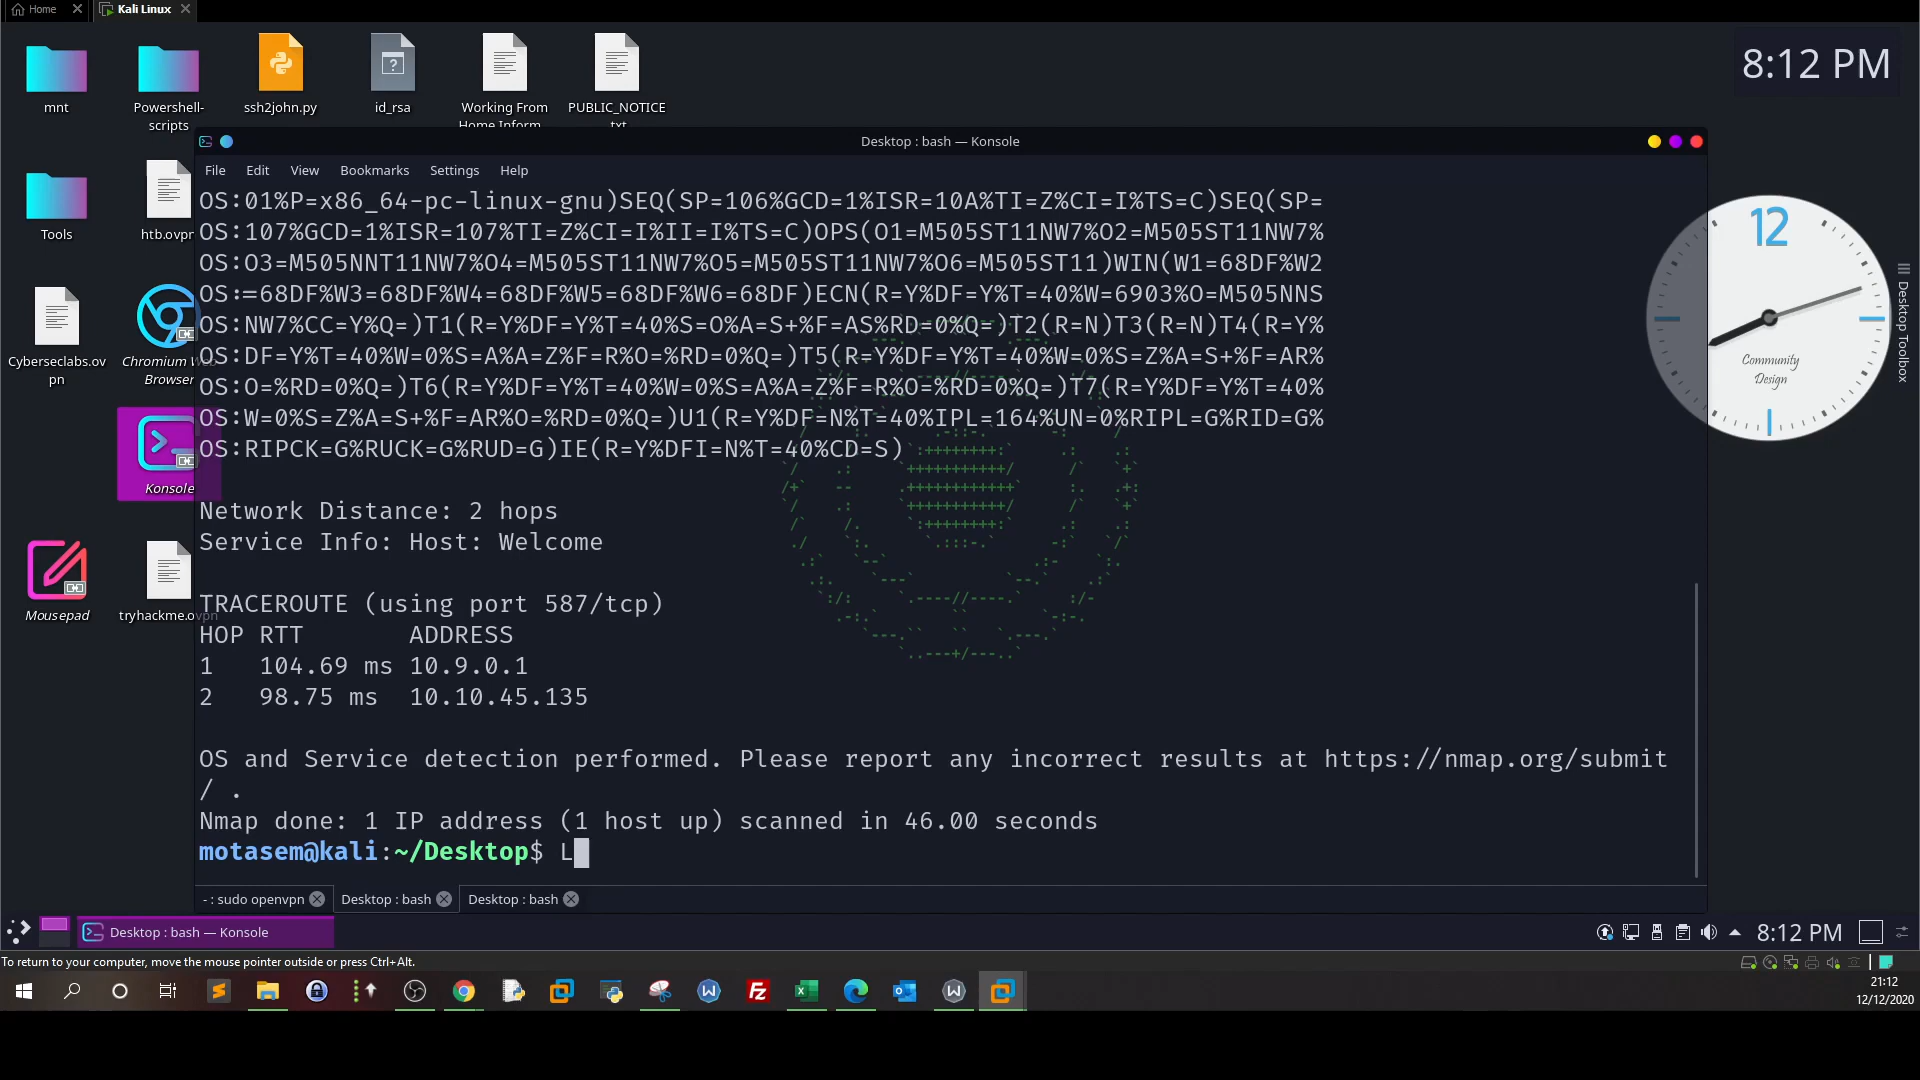 Home
Kali Linux
8:12 PM
mnt
Powershell-
scripts
ssh2john.py
id_rsa
Working From
Home Inform...
PUBLIC_NOTICE
txt
Tools
htb.ovpn
Cyberseclabs.ov
pn
Chromium Web
Browser
Konsole
Mousepad
tryhackme.ovpn
Desktop : bash — Konsole
File Edit View Bookmarks Settings Help
OS:01%P=x86_64-pc-linux-gnu)SEQ(SP=106%GCD=1%ISR=10A%TI=Z%CI=I%TS=C)SEQ(SP=
OS:107%GCD=1%ISR=107%TI=Z%CI=I%II=I%TS=C)OPS(O1=M505ST11NW7%O2=M505ST11NW7%
OS:O3=M505NNT11NW7%O4=M505ST11NW7%O5=M505ST11NW7%O6=M505ST11)WIN(W1=68DF%W2
OS:=68DF%W3=68DF%W4=68DF%W5=68DF%W6=68DF)ECN(R=Y%DF=Y%T=40%W=6903%O=M505NNS
OS:NW7%CC=Y%Q=)T1(R=Y%DF=Y%T=40%S=O%A=S+%F=AS%RD=0%Q=)T2(R=N)T3(R=N)T4(R=Y%
OS:DF=Y%T=40%W=0%S=A%A=Z%F=R%O=%RD=0%Q=)T5(R=Y%DF=Y%T=40%W=0%S=Z%A=S+%F=AR%
OS:O=%RD=0%Q=)T6(R=Y%DF=Y%T=40%W=0%S=A%A=Z%F=R%O=%RD=0%Q=)T7(R=Y%DF=Y%T=40%
OS:W=0%S=Z%A=S+%F=AR%O=%RD=0%Q=)U1(R=Y%DF=N%T=40%IPL=164%UN=0%RIPL=G%RID=G%
OS:RIPCK=G%RUCK=G%RUD=G)IE(R=Y%DFI=N%T=40%CD=S)
Network Distance: 2 hops
Service Info: Host: Welcome
TRACEROUTE (using port 587/tcp)
HOP RTT ADDRESS
1 104.69 ms 10.9.0.1
2 98.75 ms 10.10.45.135
OS and Service detection performed. Please report any incorrect results at https://nmap.org/submit
/ .
Nmap done: 1 IP address (1 host up) scanned in 46.00 seconds
motasem@kali:~/Desktop$ L
- : sudo openvpn
Desktop : bash
Desktop : bash
12
Community
Design
Desktop Toolbox
Desktop : bash — Konsole
8:12 PM
To return to your computer, move the mouse pointer outside or press Ctrl+Alt.
21:12
12/12/2020